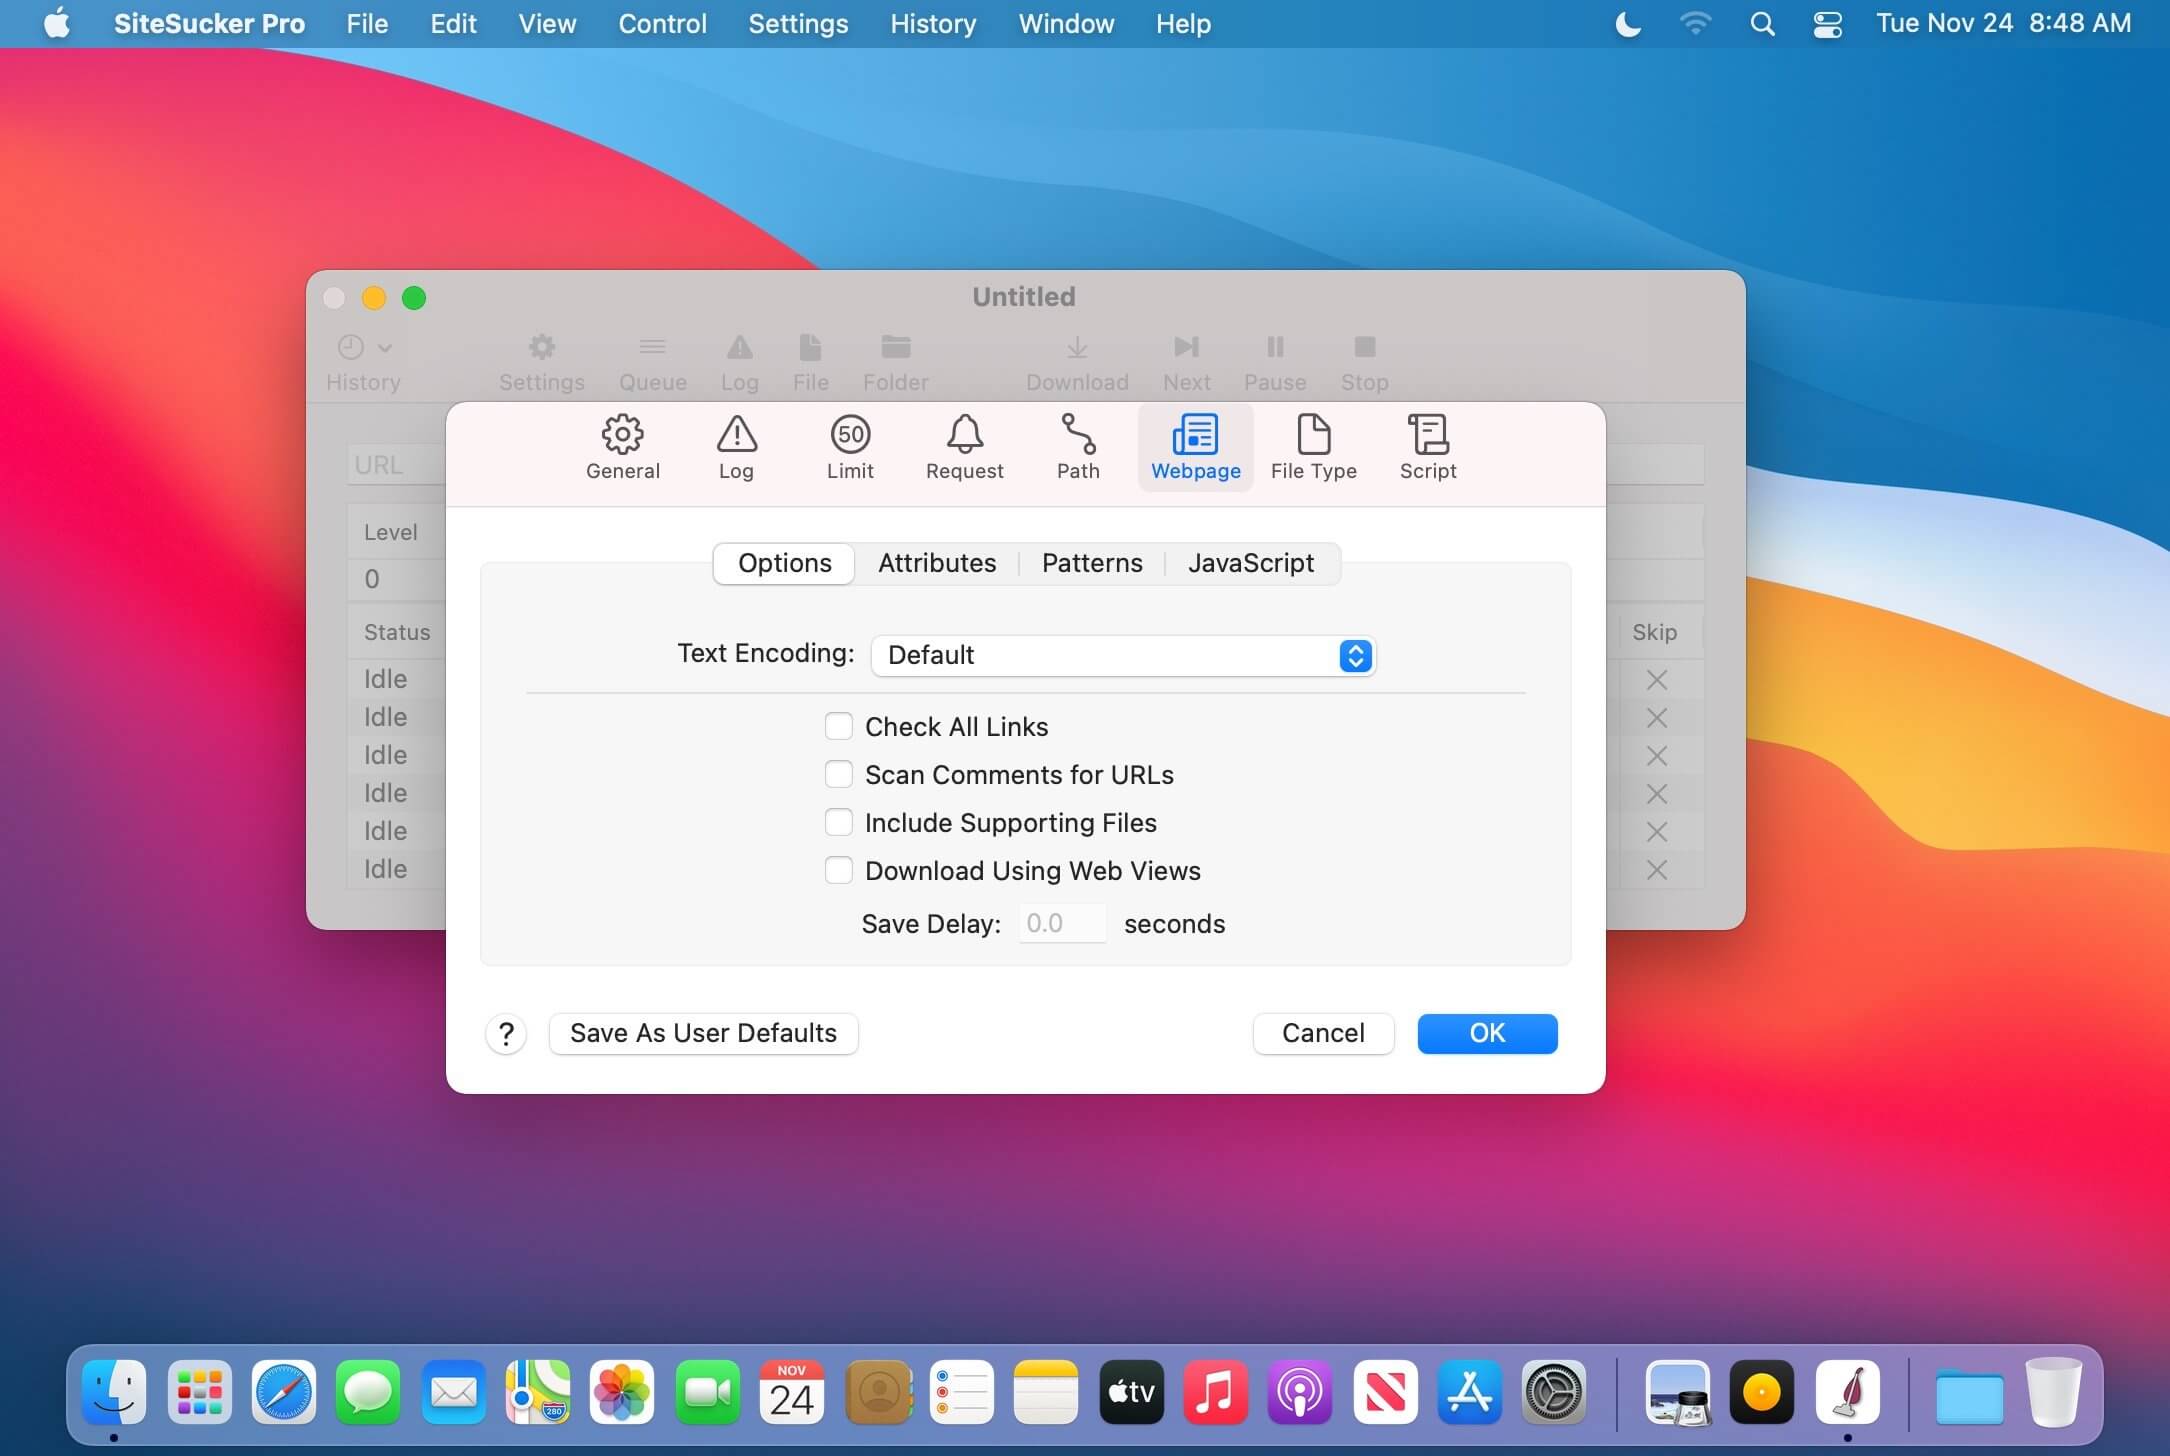 SiteSucker Pro File Edit View Control Settings History Window Help Tue Nov 24 8:48 AM
Untitled
History Settings Queue Log File Folder Download Next Pause Stop
50
General Log Limit Request Path Webpage File Type Script
URL
Level
0
Status Skip
Idle
Idle
Idle
Idle
Idle
Idle
Options Attributes Patterns JavaScript
Text Encoding: Default
Check All Links
Scan Comments for URLs
Include Supporting Files
Download Using Web Views
Save Delay: 0.0 seconds
? Save As User Defaults Cancel OK
NOV
24
tv
280